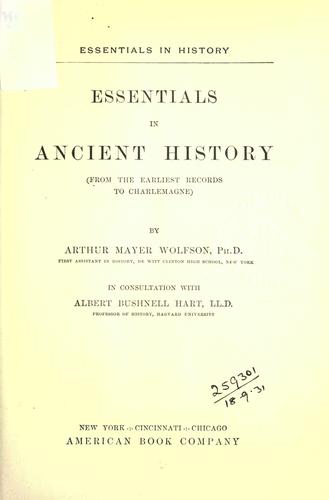 ESSENTIALS IN HISTORY
ESSENTIALS
IN
ANCIENT HISTORY
(FROM THE EARLIEST RECORDS
TO CHARLEMAGNE)
BY
ARTHUR MAYER WOLFSON, PH.D.
FIRST ASSISTANT IN HISTORY, DE WITT CLINTON HIGH SCHOOL, NEW YORK
IN CONSULTATION WITH
ALBERT BUSHNELL HART, LL.D.
PROFESSOR OF HISTORY, HARVARD UNIVERSITY
259301
18.9.31
NEW YORK ·:· CINCINNATI ·:· CHICAGO
AMERICAN BOOK COMPANY